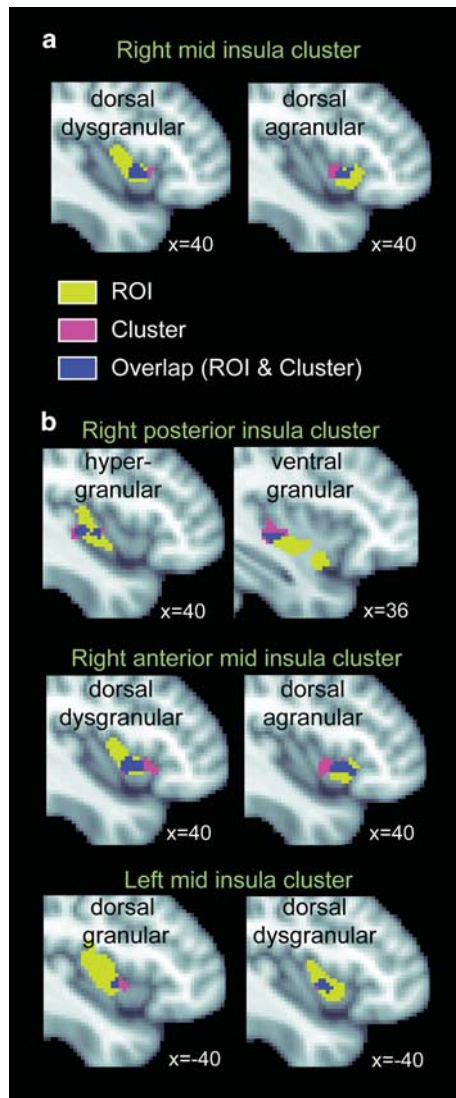 a
Right mid insula cluster
dorsal dysgranular
dorsal agranular
x=40
x=40
ROI
Cluster
Overlap (ROI & Cluster)
b
Right posterior insula cluster
hyper-
granular
ventral
granular
x=40
x=36
Right anterior mid insula cluster
dorsal
dysgranular
dorsal
agranular
x=40
x=40
Left mid insula cluster
dorsal
granular
dorsal
dysgranular
x=-40
x=-40